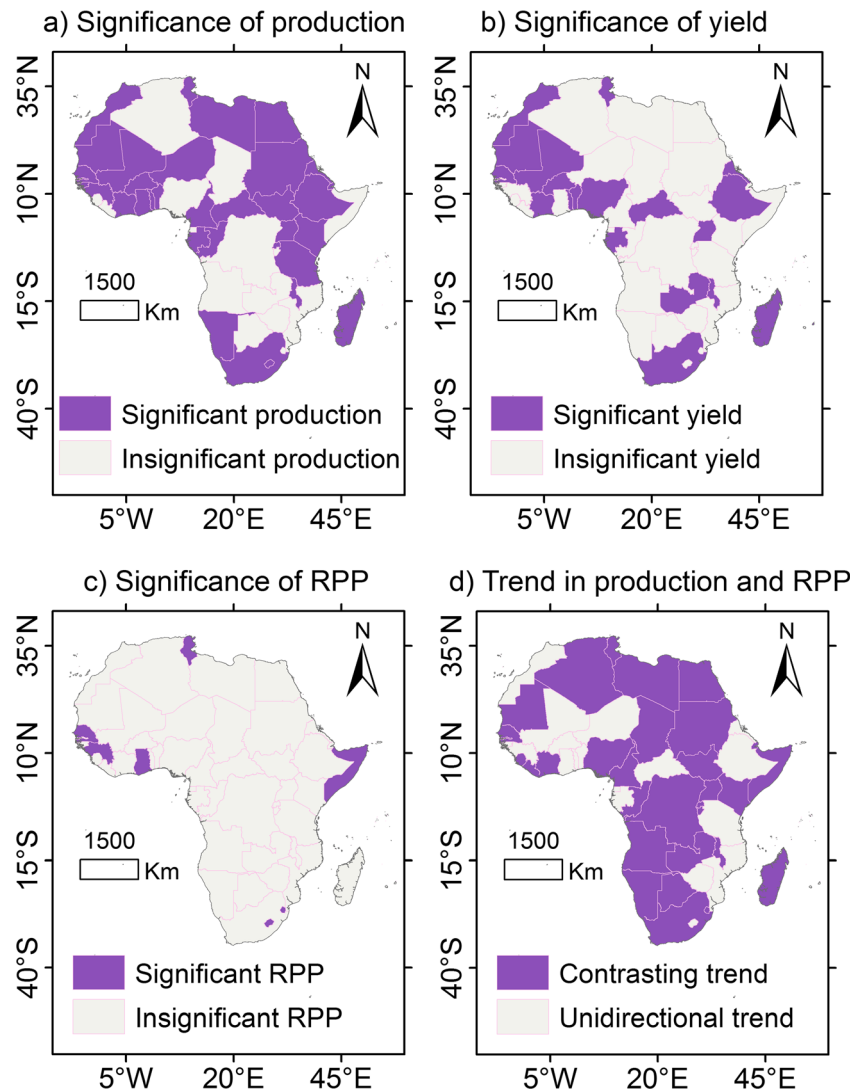 a) Significance of production
35°N
10°N
15°S
40°S
N
1500
Km
Significant production
Insignificant production
5°W 20°E 45°E
b) Significance of yield
35°N
10°N
15°S
40°S
N
1500
Km
Significant yield
Insignificant yield
5°W 20°E 45°E
c) Significance of RPP
35°N
10°N
15°S
40°S
N
1500
Km
Significant RPP
Insignificant RPP
5°W 20°E 45°E
d) Trend in production and RPP
35°N
10°N
15°S
40°S
N
1500
Km
Contrasting trend
Unidirectional trend
5°W 20°E 45°E